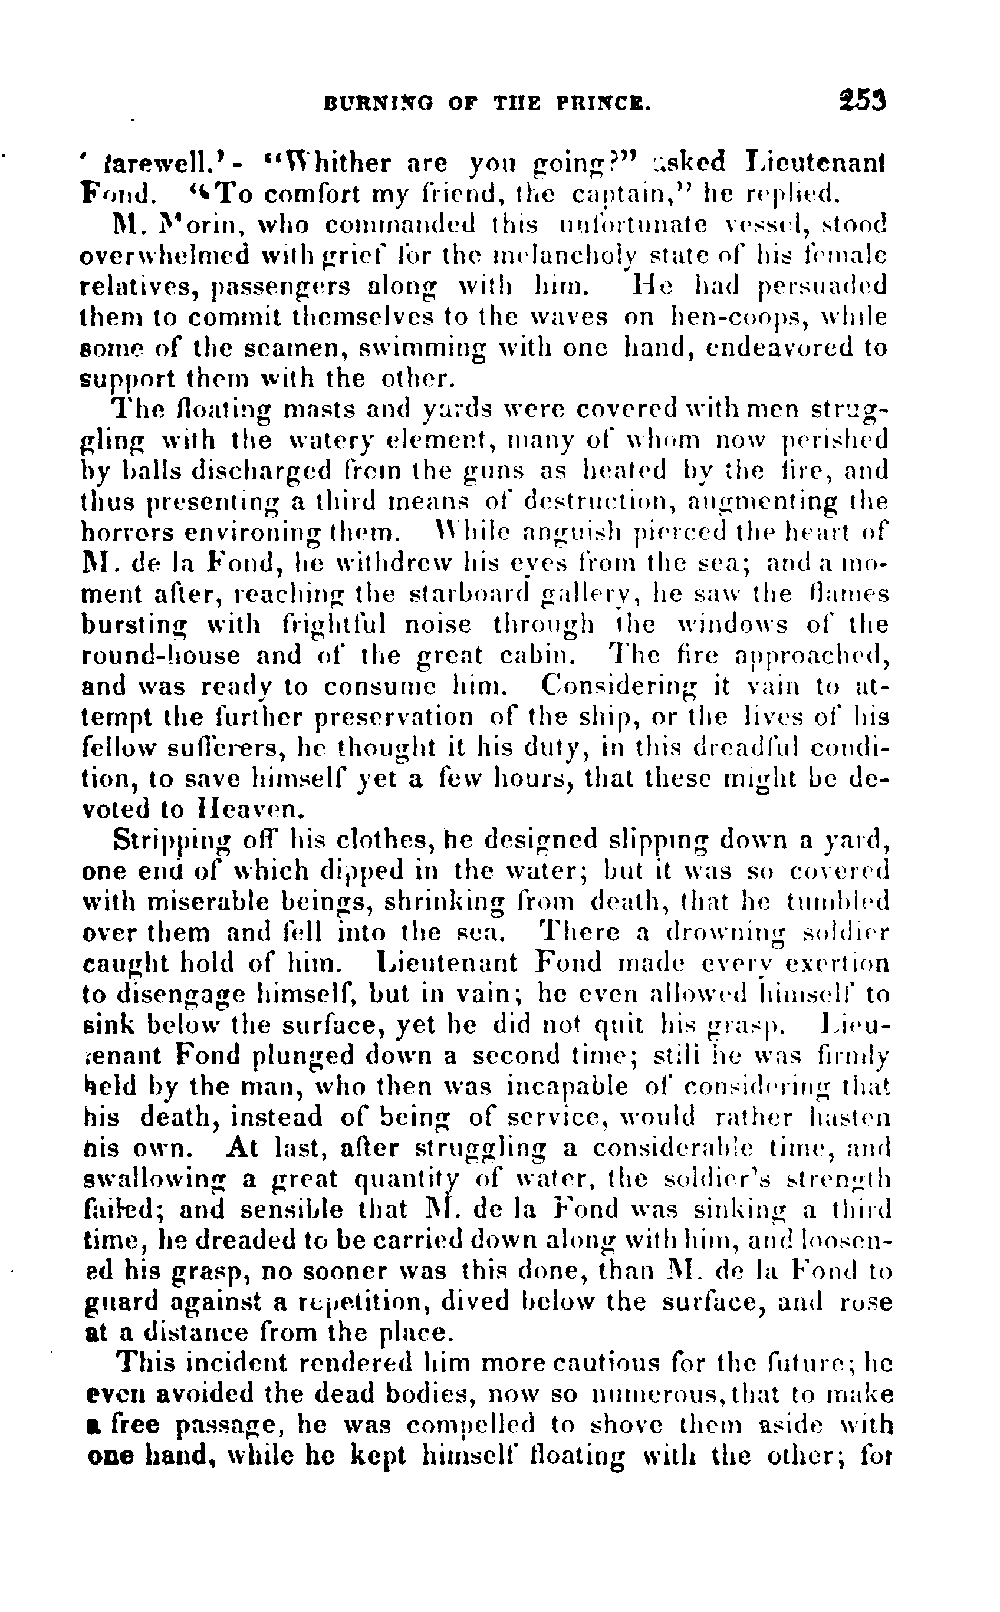 BURNING OF THE PRINCE. 253
' farewell.' - "Whither are you going?" asked Lieutenant
Fond. "To comfort my friend, the captain," he replied.
M. Morin, who commanded this unfortunate vessel, stood
overwhelmed with grief for the melancholy state of his female
relatives, passengers along with him. He had persuaded
them to commit themselves to the waves on hen-coops, while
some of the seamen, swimming with one hand, endeavored to
support them with the other.
The floating masts and yards were covered with men strug-
gling with the watery element, many of whom now perished
by balls discharged from the guns as heated by the fire, and
thus presenting a third means of destruction, augmenting the
horrors environing them. While anguish pierced the heart of
M. de la Fond, he withdrew his eyes from the sea; and a mo-
ment after, reaching the starboard gallery, he saw the flames
bursting with frightful noise through the windows of the
round-house and of the great cabin. The fire approached,
and was ready to consume him. Considering it vain to at-
tempt the further preservation of the ship, or the lives of his
fellow sufferers, he thought it his duty, in this dreadful condi-
tion, to save himself yet a few hours, that these might be de-
voted to Heaven.
Stripping off his clothes, he designed slipping down a yard,
one end of which dipped in the water; but it was so covered
with miserable beings, shrinking from death, that he tumbled
over them and fell into the sea. There a drowning soldier
caught hold of him. Lieutenant Fond made every exertion
to disengage himself, but in vain; he even allowed himself to
sink below the surface, yet he did not quit his grasp. Lieu-
tenant Fond plunged down a second time; still he was firmly
held by the man, who then was incapable of considering that
his death, instead of being of service, would rather hasten
his own. At last, after struggling a considerable time, and
swallowing a great quantity of water, the soldier's strength
failed; and sensible that M. de la Fond was sinking a third
time, he dreaded to be carried down along with him, and loosen-
ed his grasp, no sooner was this done, than M. de la Fond to
guard against a repetition, dived below the surface, and rose
at a distance from the place.
This incident rendered him more cautious for the future; he
even avoided the dead bodies, now so numerous, that to make
a free passage, he was compelled to shove them aside with
one hand, while he kept himself floating with the other; for